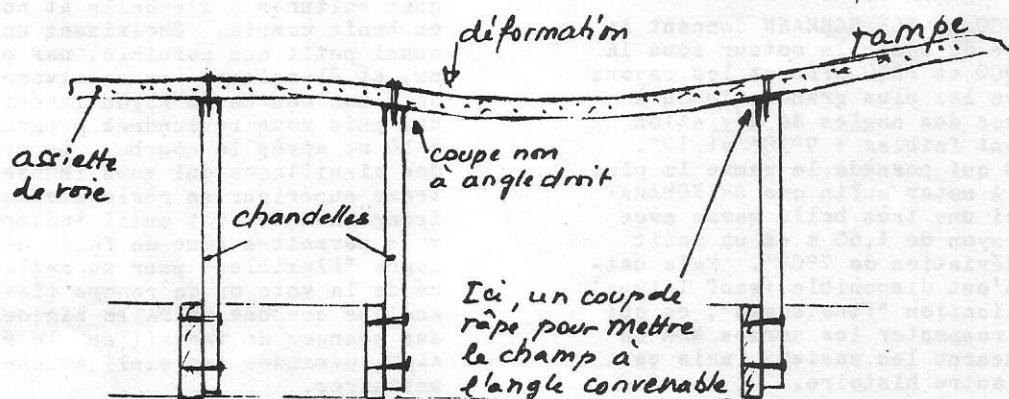 déformation
rampe
assiette
de voie
coupe non
à angle droit
chandelles
Ici, un coup de
râpe pour mettre
le champ à
l'angle convenable